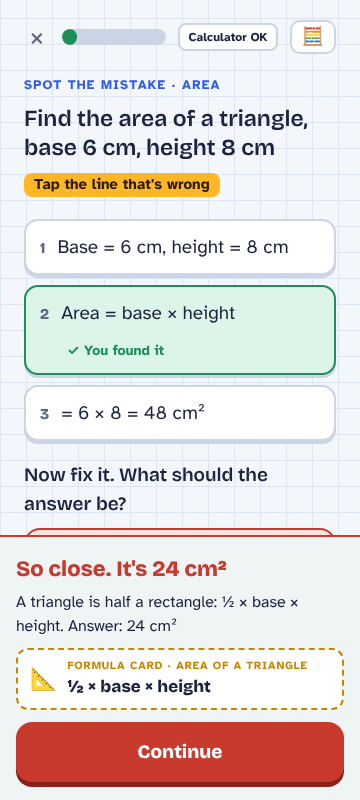 ×
Calculator OK
SPOT THE MISTAKE · AREA
Find the area of a triangle,
base 6 cm, height 8 cm
Tap the line that's wrong
1 Base = 6 cm, height = 8 cm
2 Area = base × height
✓ You found it
3 = 6 × 8 = 48 cm²
Now fix it. What should the
answer be?
So close. It's 24 cm²
A triangle is half a rectangle: ½ × base ×
height. Answer: 24 cm²
FORMULA CARD · AREA OF A TRIANGLE
½ × base × height
Continue